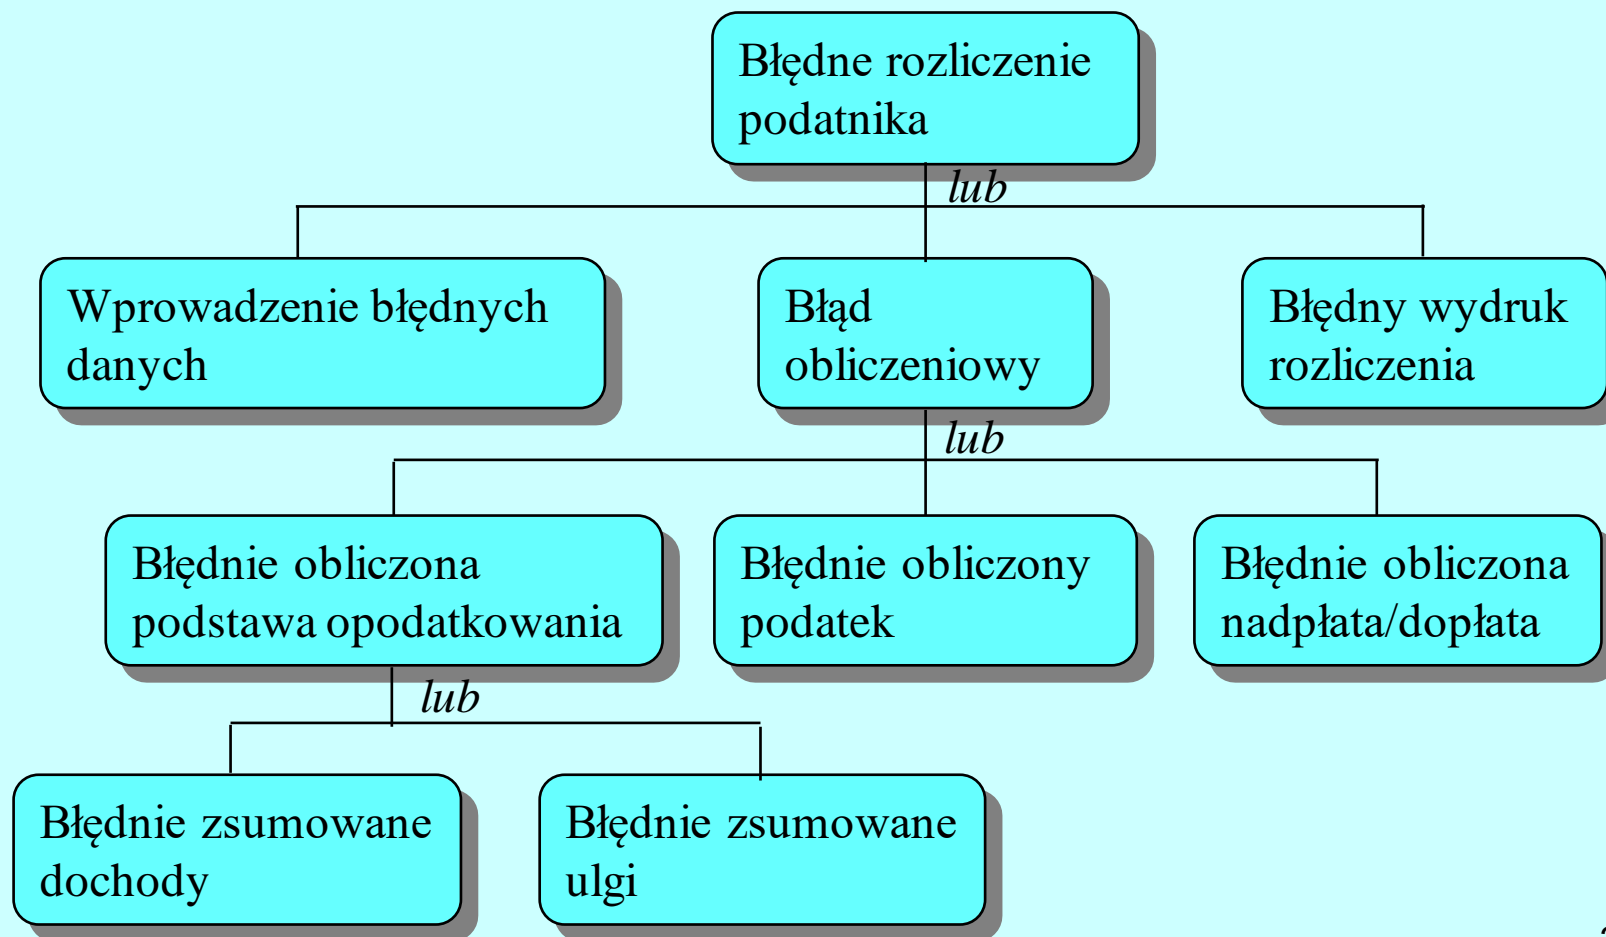 Błędne rozliczenie
podatnika
lub
Wprowadzenie błędnych
danych
Błąd
obliczeniowy
Błędny wydruk
rozliczenia
lub
Błędnie obliczona
podstawa opodatkowania
Błędnie obliczony
podatek
Błędnie obliczona
nadpłata/dopłata
lub
Błędnie zsumowane
dochody
Błędnie zsumowane
ulgi